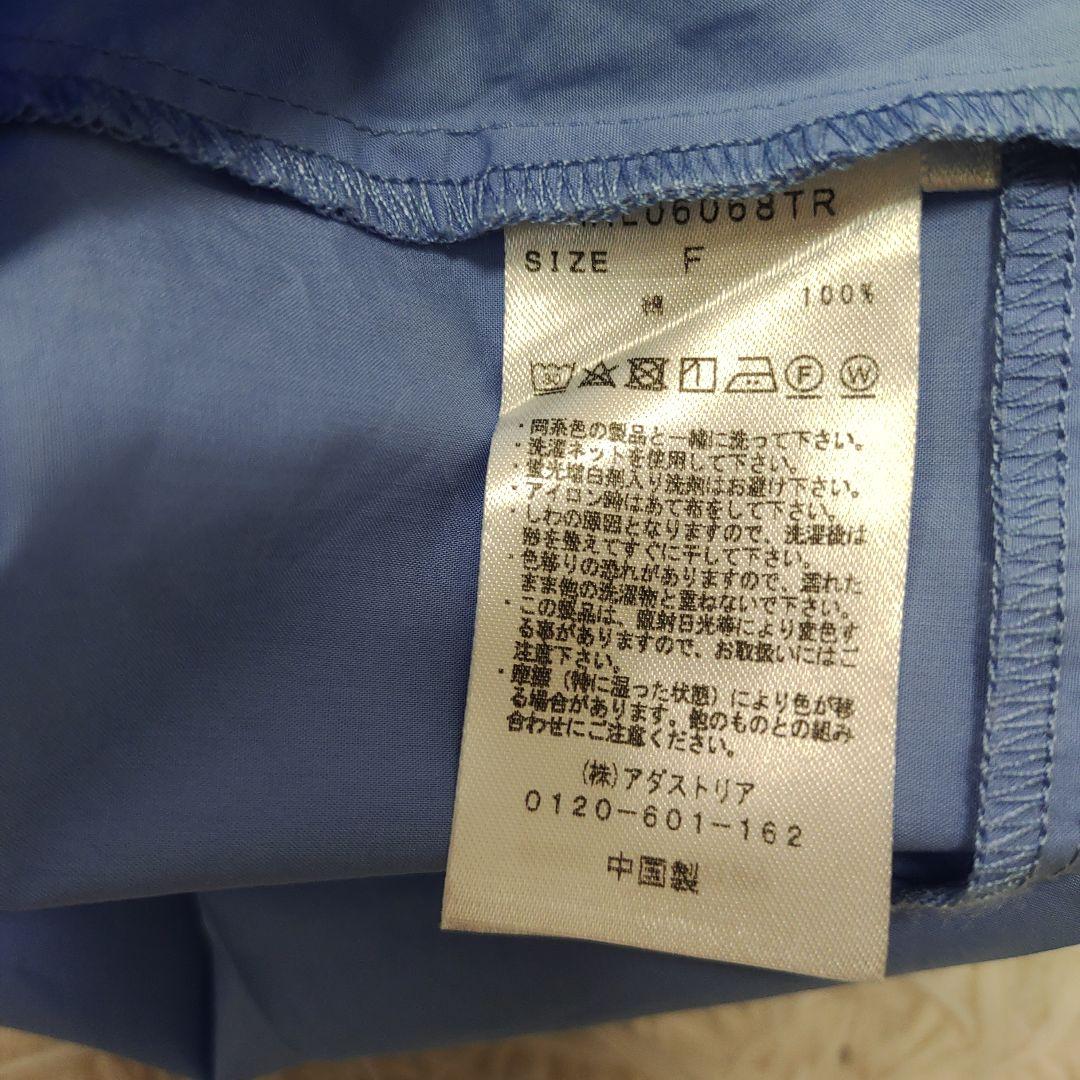 06068TR
SIZE F
綿 100%
30
F W
・同系色の製品と一緒に洗って下さい。
・洗濯ネットを使用して下さい。
・蛍光増白剤入り洗剤はお避け下さい。
・アイロン時はあて布をして下さい。
・しわの原因となりますので、洗濯後は
形を整えてすぐに干して下さい。
・色移りの恐れがありますので、濡れた
まま他の洗濯物と重ねないで下さい。
・この製品は、照射日光等により変色す
る事がありますので、お取扱いにはご
注意下さい。
・摩擦（特に湿った状態）により色が移
る場合があります。他のものとの組み
合わせにご注意ください。
(株)アダストリア
0120-601-162
中国製